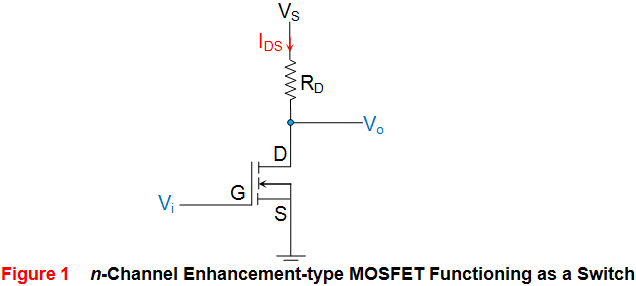 VS
IDS
RD
Vo
D
G
Vi
S
Figure 1 n-Channel Enhancement-type MOSFET Functioning as a Switch